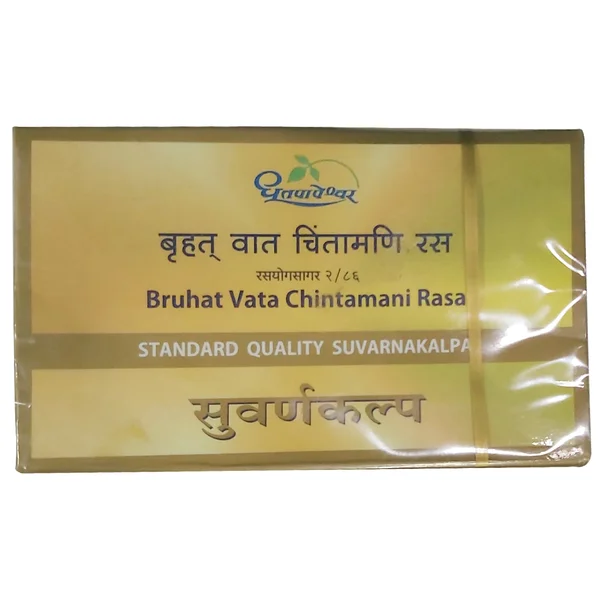 धूतपापेश्वर
बृहत् वात चिंतामणि रस
रसयोगसागर २/८६
Bruhat Vata Chintamani Rasa
STANDARD QUALITY SUVARNAKALPA
सुवर्णकल्प